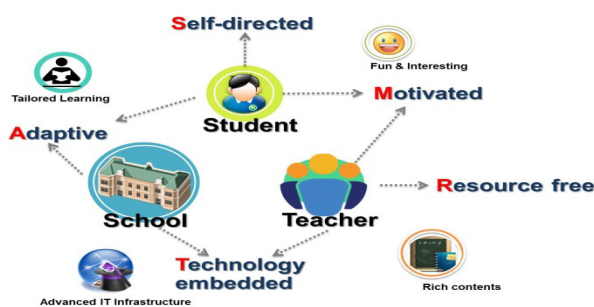 Self-directed
Fun & Interesting
Tailored Learning
Motivated
Student
Adaptive
Resource free
School
Teacher
Technology
embedded
Rich contents
Advanced IT Infrastructure